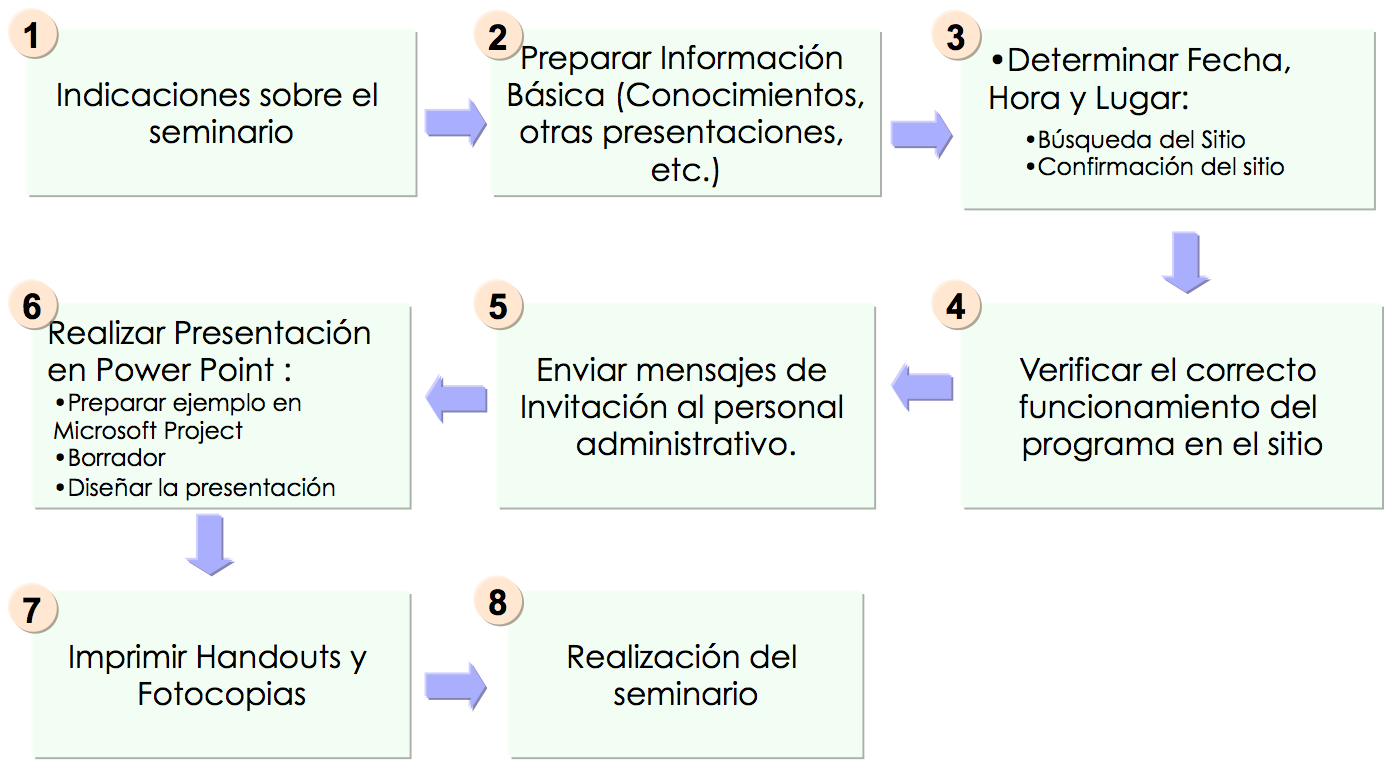 1
Indicaciones sobre el
seminario
2
Preparar Información
Básica (Conocimientos,
otras presentaciones,
etc.)
3
•Determinar Fecha,
Hora y Lugar:
•Búsqueda del Sitio
•Confirmación del sitio
4
Verificar el correcto
funcionamiento del
programa en el sitio
5
Enviar mensajes de
Invitación al personal
administrativo.
6
Realizar Presentación
en Power Point :
•Preparar ejemplo en
Microsoft Project
•Borrador
•Diseñar la presentación
7
Imprimir Handouts y
Fotocopias
8
Realización del
seminario